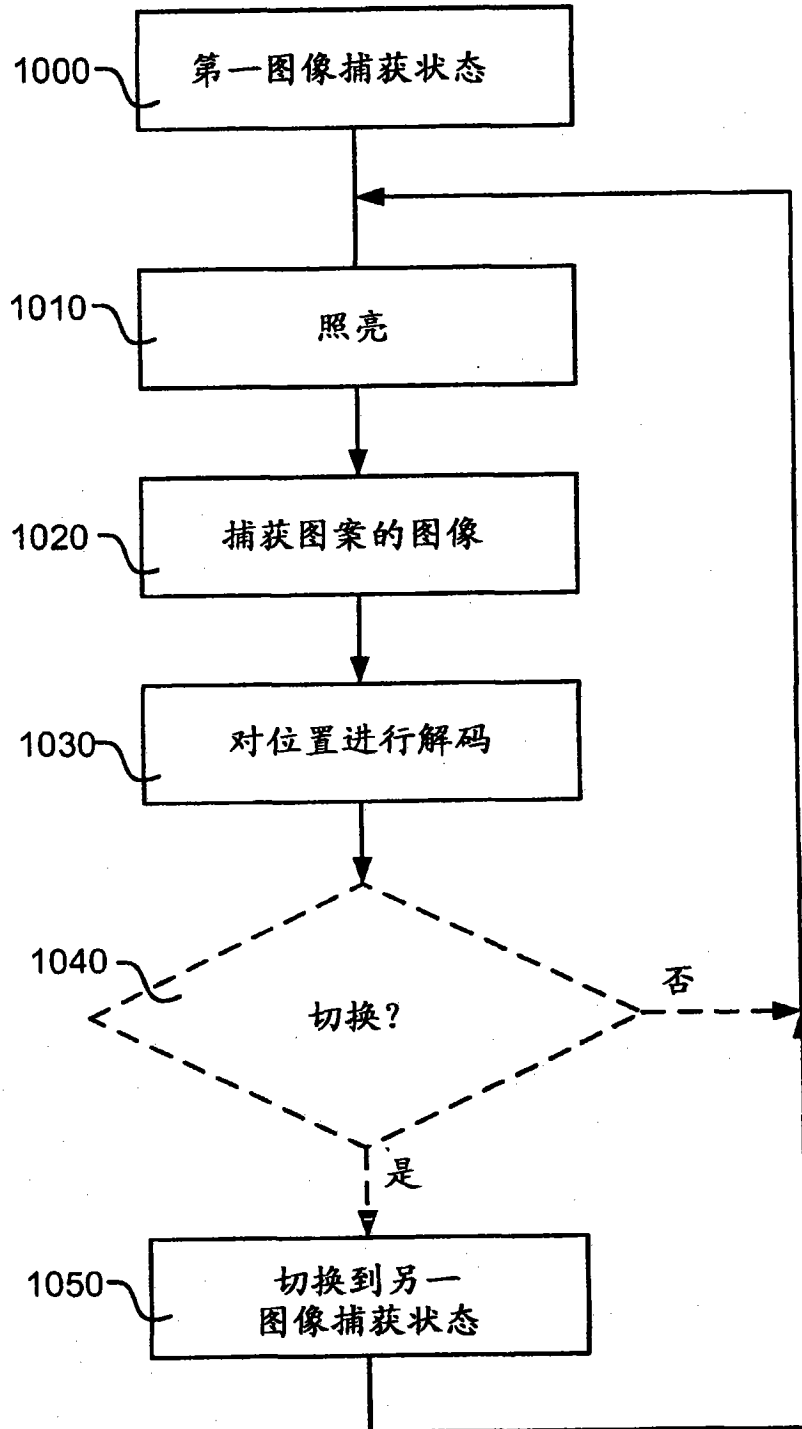 1000
第一图像捕获状态
1010
照亮
1020
捕获图案的图像
1030
对位置进行解码
1040
切换?
否
是
1050
切换到另一
图像捕获状态